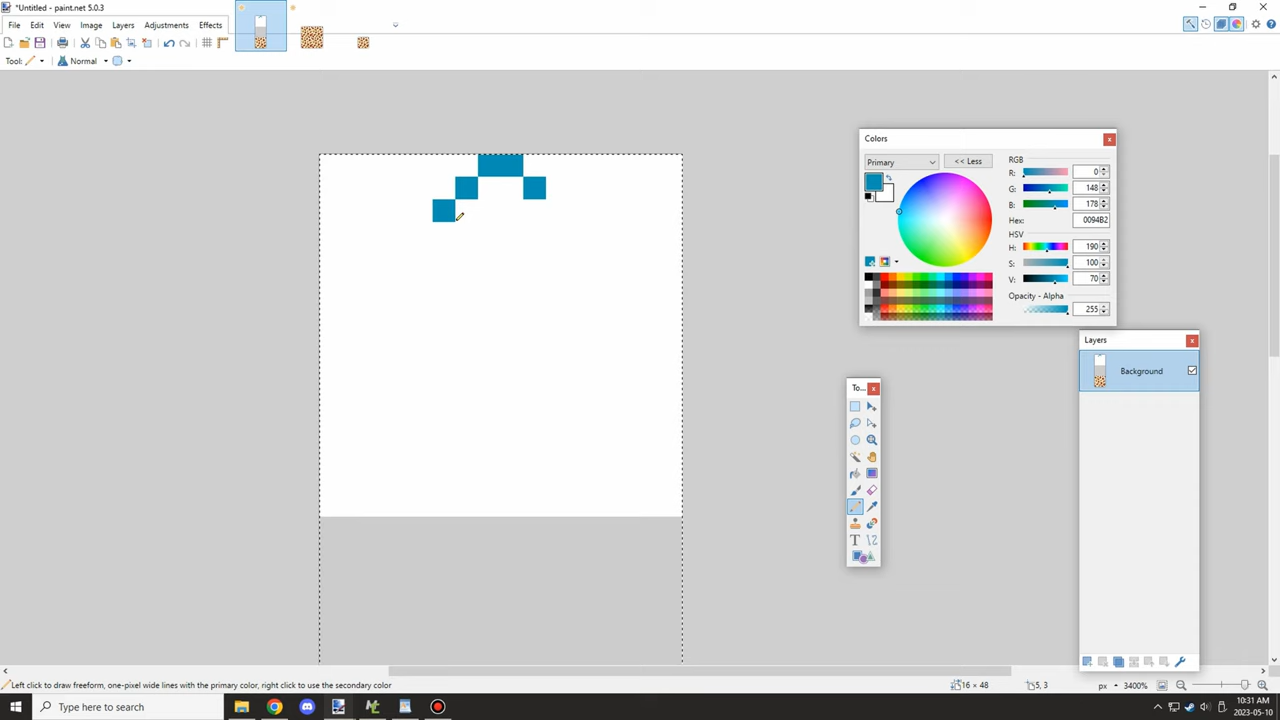 *Untitled - paint.net 5.0.3
File Edit View Image Layers Adjustments Effects
Tool: Normal
Colors
Primary << Less
RGB
R: 0
G: 148
B: 178
Hex: 0094B2
HSV
H: 190
S: 100
V: 70
Opacity - Alpha
255
Layers
Background
To...
T
Left click to draw freeform, one-pixel wide lines with the primary color, right click to use the secondary color
16 × 48 5, 3 px 3400%
Type here to search
10:31 AM
2023-05-10